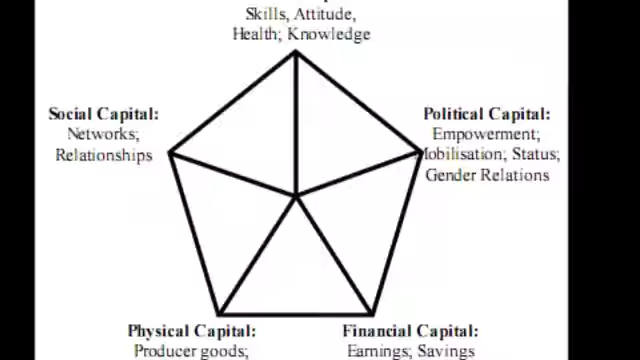 Skills, Attitude,
Health; Knowledge
Social Capital:
Networks;
Relationships
Political Capital:
Empowerment;
obilisation; Status;
Gender Relations
Physical Capital:
Producer goods;
Financial Capital:
Earnings; Savings